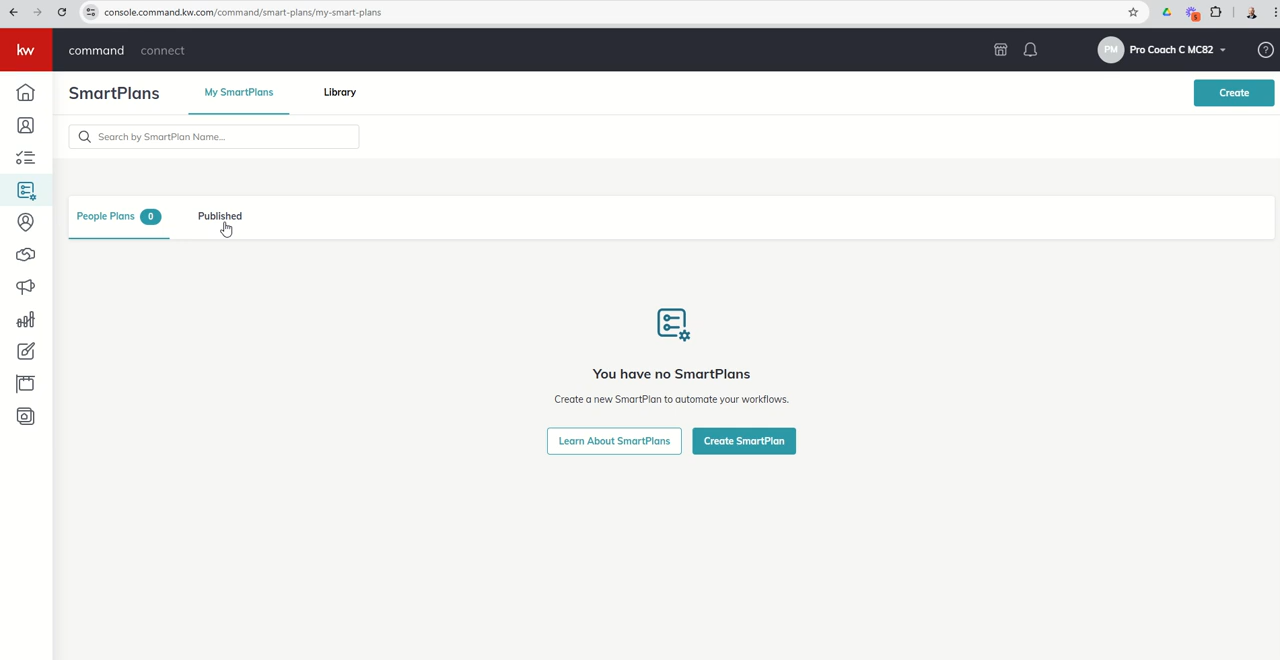 console.command.kw.com/command/smart-plans/my-smart-plans
5
kw
command
connect
PM
Pro Coach C MC82
?
SmartPlans
My SmartPlans
Library
Create
Search by SmartPlan Name...
People Plans 0
Published
You have no SmartPlans
Create a new SmartPlan to automate your workflows.
Learn About SmartPlans
Create SmartPlan